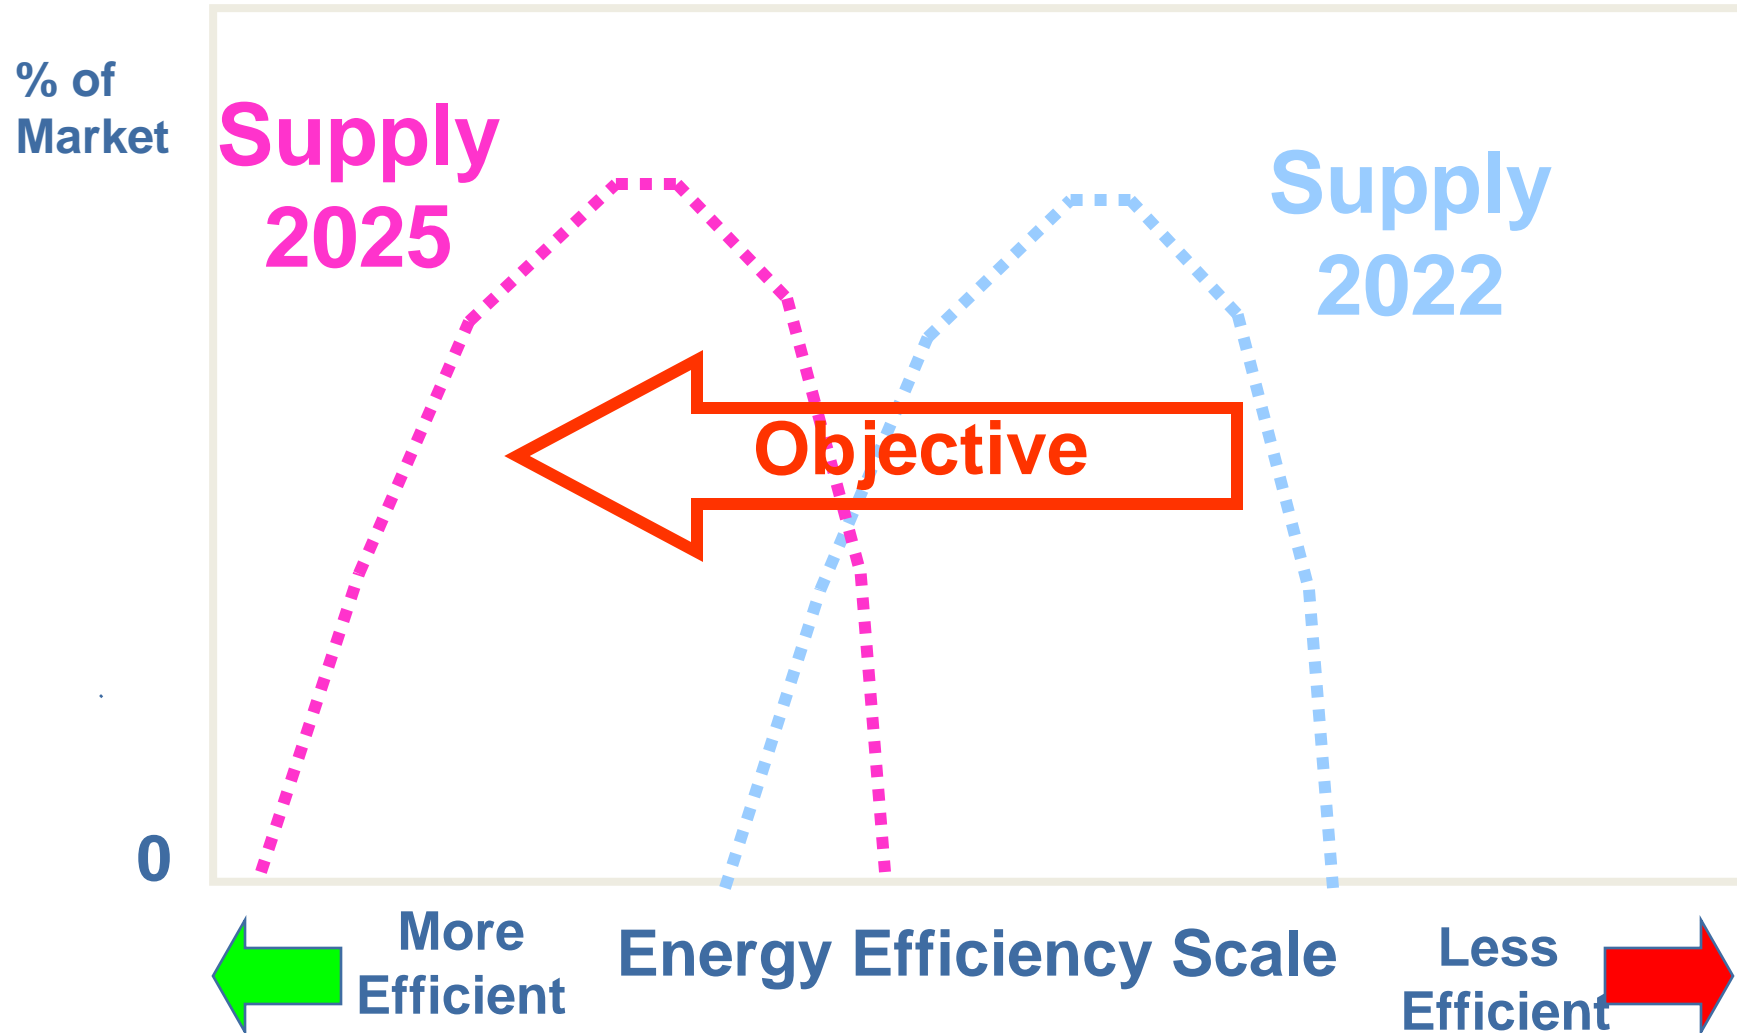 % of
Market
Supply
2025
Supply
2022
Objective
0
More
Efficient
Energy Efficiency Scale
Less
Efficient